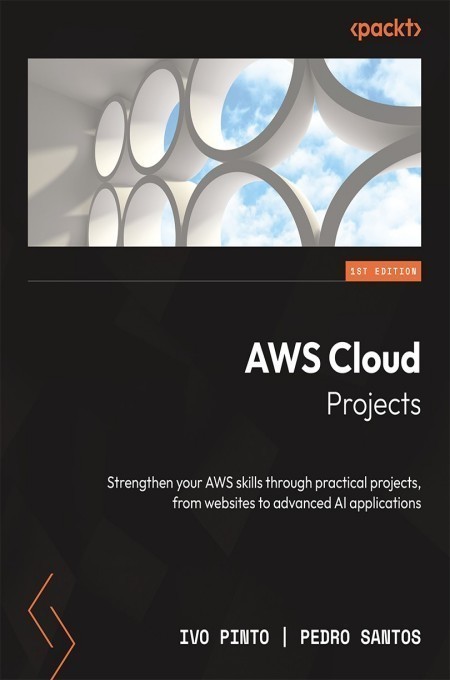 <packt>
1ST EDITION
AWS Cloud
Projects
Strengthen your AWS skills through practical projects,
from websites to advanced AI applications
IVO PINTO | PEDRO SANTOS